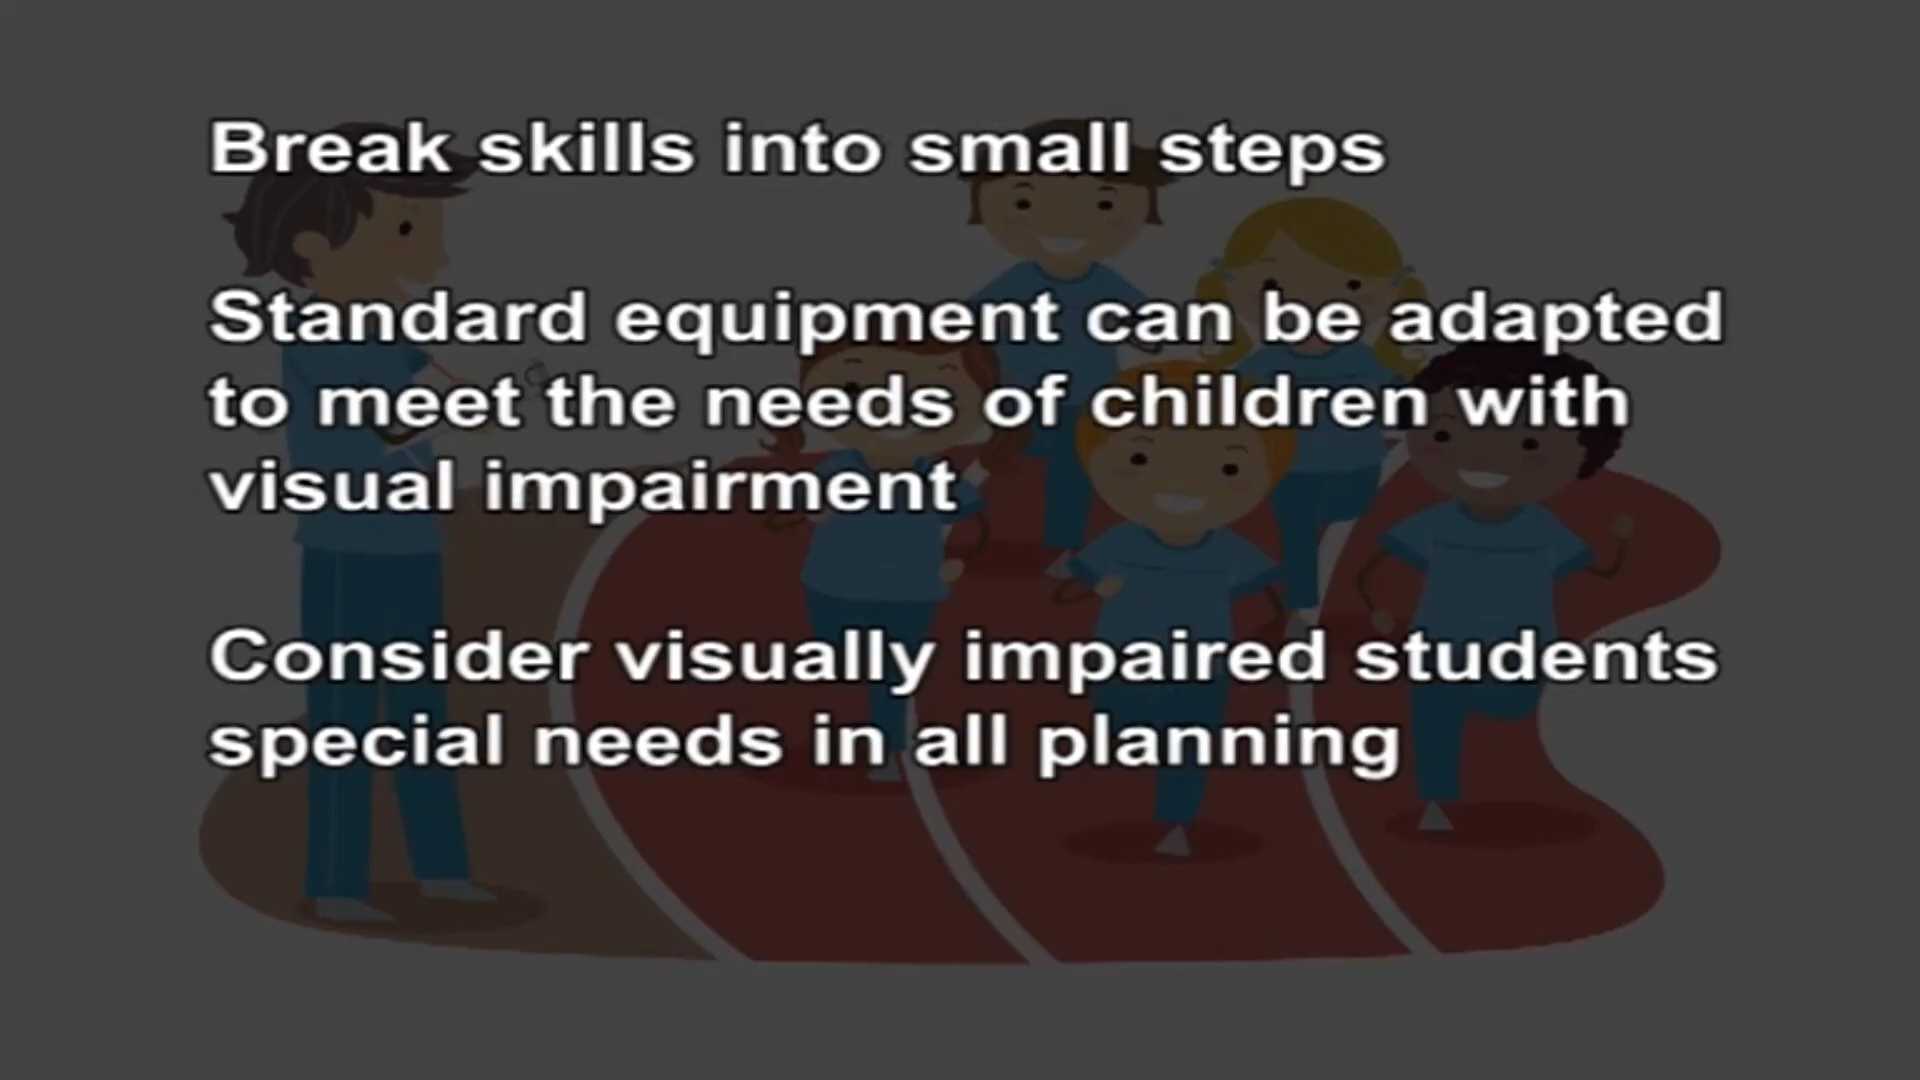 Break skills into small steps
Standard equipment can be adapted
to meet the needs of children with
visual impairment
Consider visually impaired students
special needs in all planning